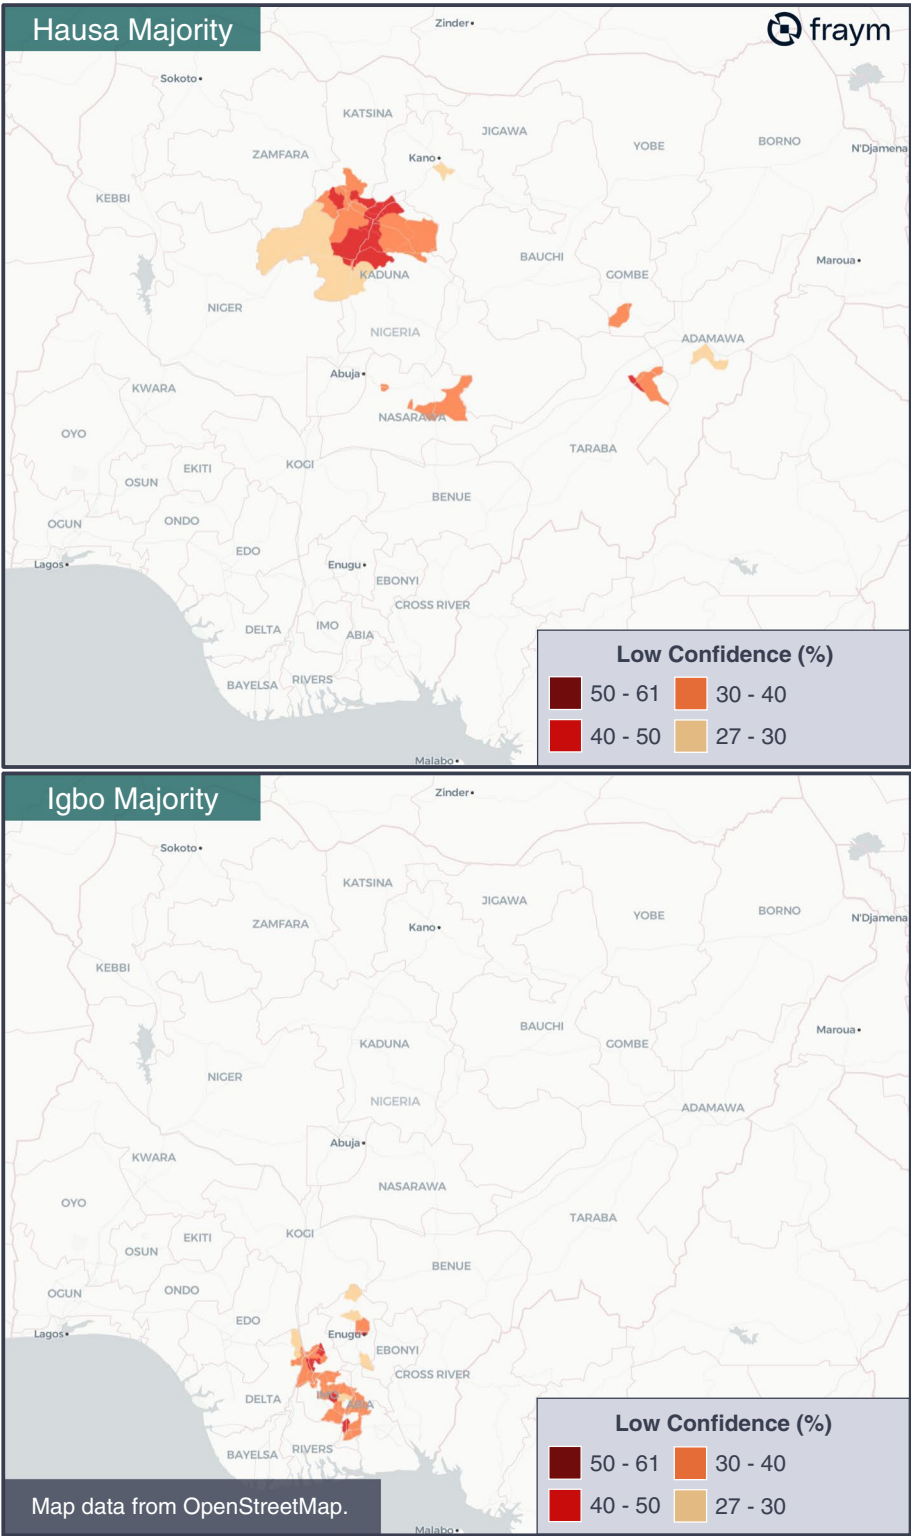 Hausa Majority
fraym
Zinder
Sokoto
KATSINA
JIGAWA
YOBE
BORNO
N'Djamena
ZAMFARA
Kano
KEBBI
BAUCHI
GOMBE
Maroua
KADUNA
NIGER
NIGERIA
ADAMAWA
Abuja
KWARA
NASARAWA
OYO
TARABA
KOGI
EKITI
OSUN
BENUE
OGUN
ONDO
EDO
Lagos
Enugu
EBONYI
CROSS RIVER
DELTA
IMO
ABIA
BAYELSA
RIVERS
Malabo
Low Confidence (%)
50 - 61
30 - 40
40 - 50
27 - 30
Igbo Majority
Zinder
Sokoto
KATSINA
JIGAWA
YOBE
BORNO
N'Djamena
ZAMFARA
Kano
KEBBI
BAUCHI
GOMBE
Maroua
KADUNA
NIGER
NIGERIA
ADAMAWA
Abuja
KWARA
NASARAWA
OYO
TARABA
KOGI
EKITI
OSUN
BENUE
OGUN
ONDO
EDO
Lagos
Enugu
EBONYI
CROSS RIVER
DELTA
ABIA
BAYELSA
RIVERS
Malabo
Low Confidence (%)
50 - 61
30 - 40
40 - 50
27 - 30
Map data from OpenStreetMap.